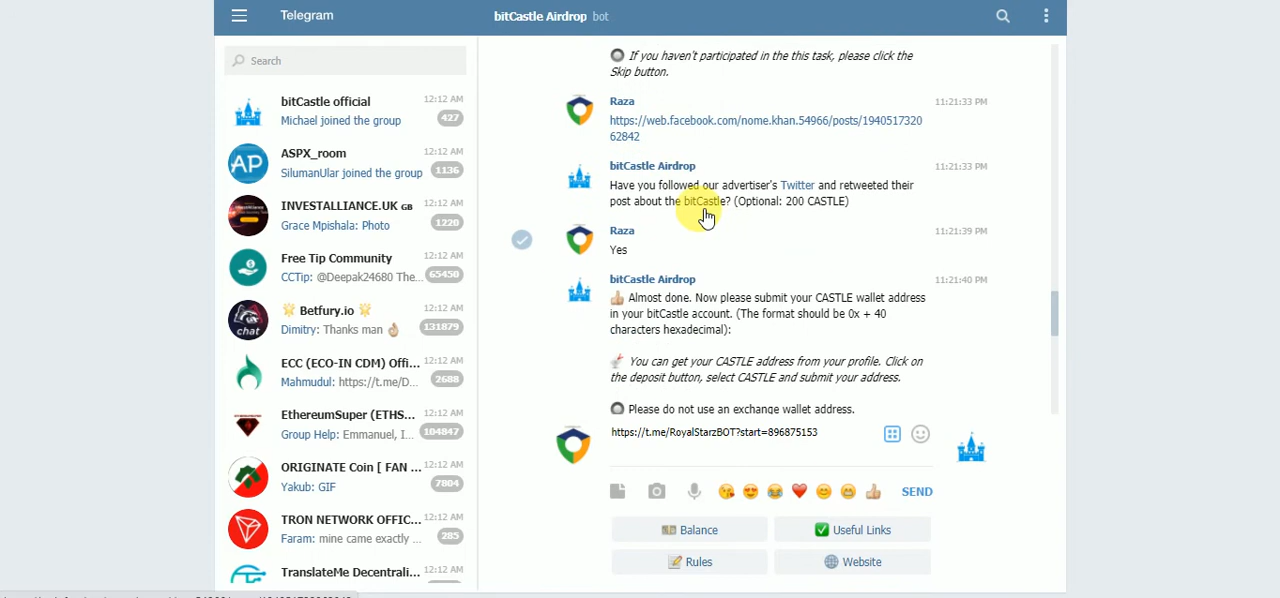 Telegram
bitCastle Airdrop bot
Search
bitCastle official 12:12 AM
Michael joined the group 427
ASPX_room 12:12 AM
SilumanUlar joined the group 1136
INVESTALLIANCE.UK GB 12:12 AM
Grace Mpishala: Photo 1220
Free Tip Community 12:12 AM
CCTip: @Deepak24680 The... 65450
🌟 Betfury.io 🌟 12:12 AM
Dimitry: Thanks man 👌🏼 131879
ECC (ECO-IN CDM) Offi... 12:12 AM
Mahmudul: https://t.me/D... 2688
EthereumSuper (ETHS... 12:12 AM
Group Help: Emmanuel, I... 104847
ORIGINATE Coin [ FAN ... 12:12 AM
Yakub: GIF 7804
TRON NETWORK OFFIC... 12:12 AM
Faram: mine came exactly ... 285
TranslateMe Decentrali... 12:12 AM
AP
chat
🔘 If you haven't participated in the this task, please click the
Skip button.
Raza 11:21:33 PM
https://web.facebook.com/nome.khan.54966/posts/1940517320
62842
bitCastle Airdrop 11:21:33 PM
Have you followed our advertiser's Twitter and retweeted their
post about the bitCastle? (Optional: 200 CASTLE)
Raza 11:21:39 PM
Yes
bitCastle Airdrop 11:21:40 PM
👍🏼 Almost done. Now please submit your CASTLE wallet address
in your bitCastle account. (The format should be 0x + 40
characters hexadecimal):
You can get your CASTLE address from your profile. Click on
the deposit button, select CASTLE and submit your address.
🔘 Please do not use an exchange wallet address.
https://t.me/RoyalStarzBOT?start=896875153
😘 😍 😂 ❤️ 😊 😁 👍🏼 SEND
💵 Balance
✅ Useful Links
📝 Rules
🌐 Website